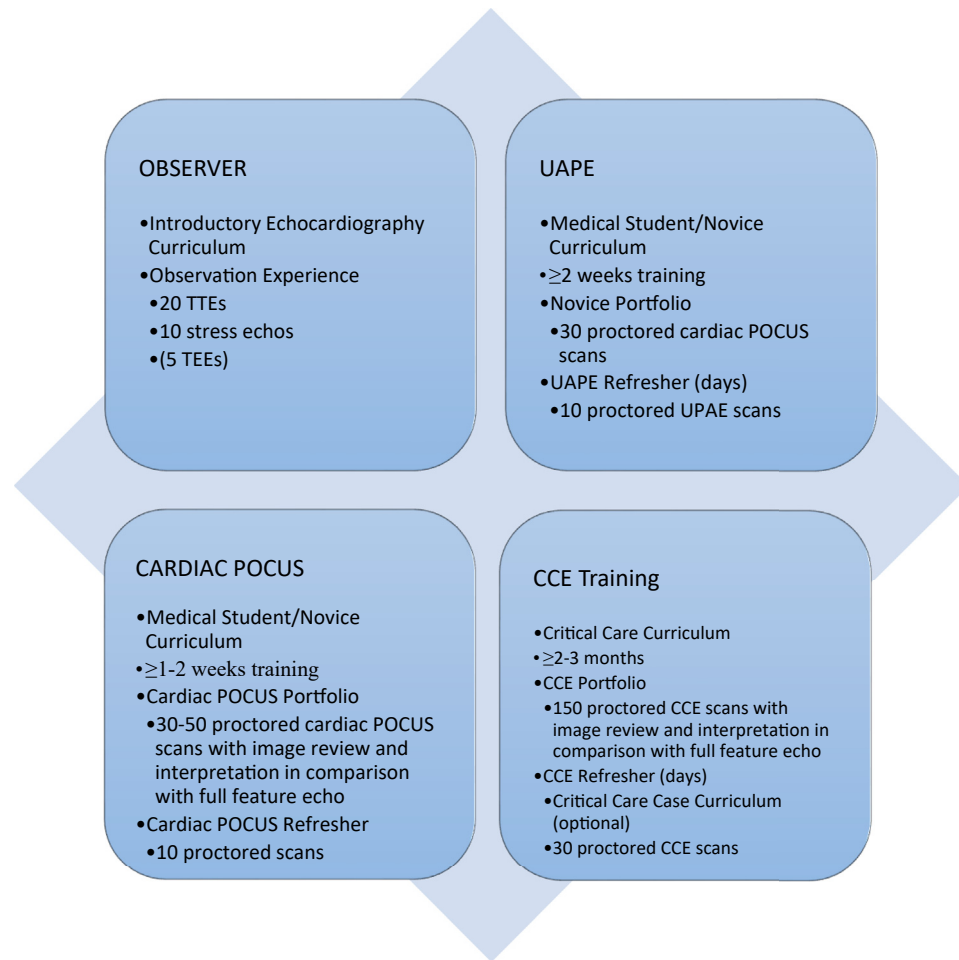 OBSERVER
•Introductory Echocardiography
Curriculum
•Observation Experience
•20 TTEs
•10 stress echos
•(5 TEEs)
UAPE
•Medical Student/Novice
Curriculum
•≥2 weeks training
•Novice Portfolio
•30 proctored cardiac POCUS
scans
•UAPE Refresher (days)
•10 proctored UPAE scans
CARDIAC POCUS
•Medical Student/Novice
Curriculum
•≥1-2 weeks training
•Cardiac POCUS Portfolio
•30-50 proctored cardiac POCUS
scans with image review and
interpretation in comparison
with full feature echo
•Cardiac POCUS Refresher
•10 proctored scans
CCE Training
•Critical Care Curriculum
•≥2-3 months
•CCE Portfolio
•150 proctored CCE scans with
image review and interpretation in
comparison with full feature echo
•CCE Refresher (days)
•Critical Care Case Curriculum
(optional)
•30 proctored CCE scans